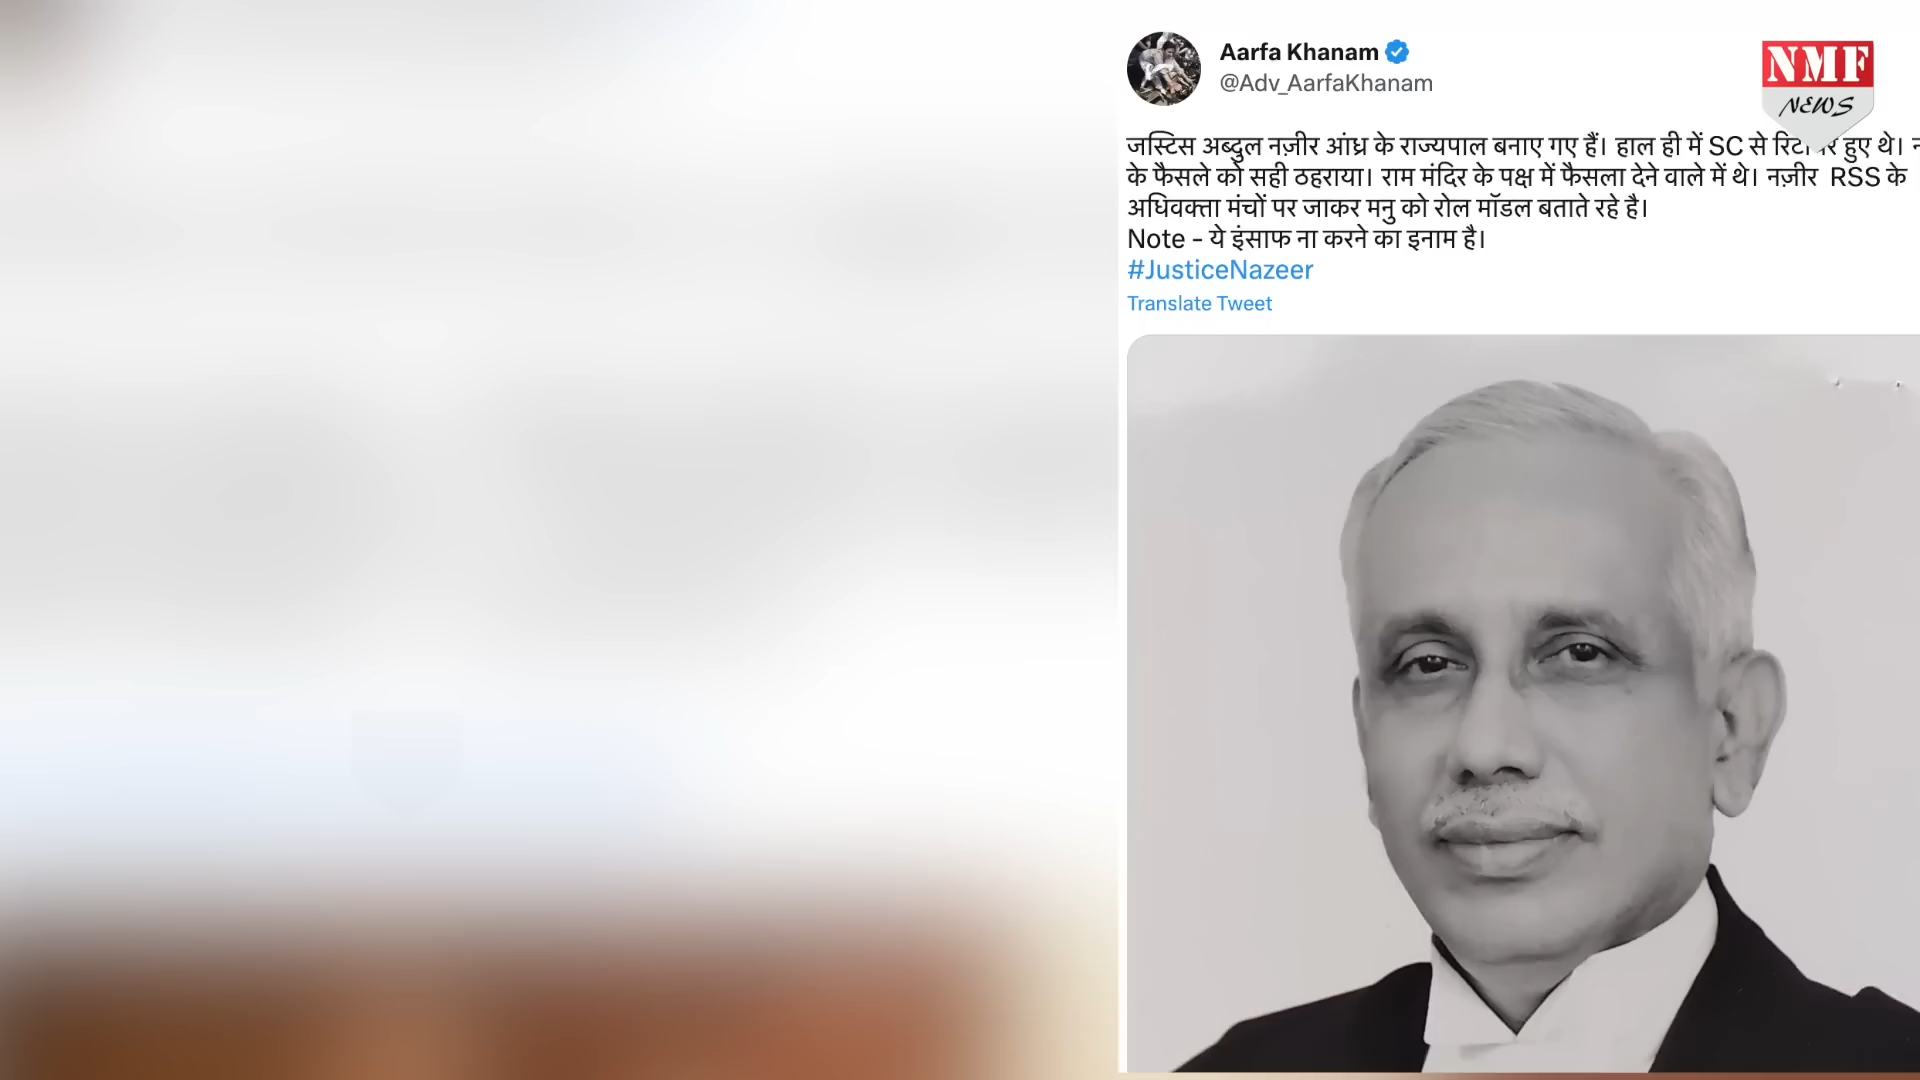 Aarfa Khanam
@Adv_AarfaKhanam
NMF
NEWS
जस्टिस अब्दुल नज़ीर आंध्र के राज्यपाल बनाए गए हैं। हाल ही में SC से हुए थे।
के फैसले को सही ठहराया। राम मंदिर के पक्ष में फैसला देने वाले में थे। नज़ीर RSS के
अधिवक्ता मंचों पर जाकर मनु को रोल मॉडल बताते रहे है।
Note - ये इंसाफ ना करने का इनाम है।
#JusticeNazeer
Translate Tweet